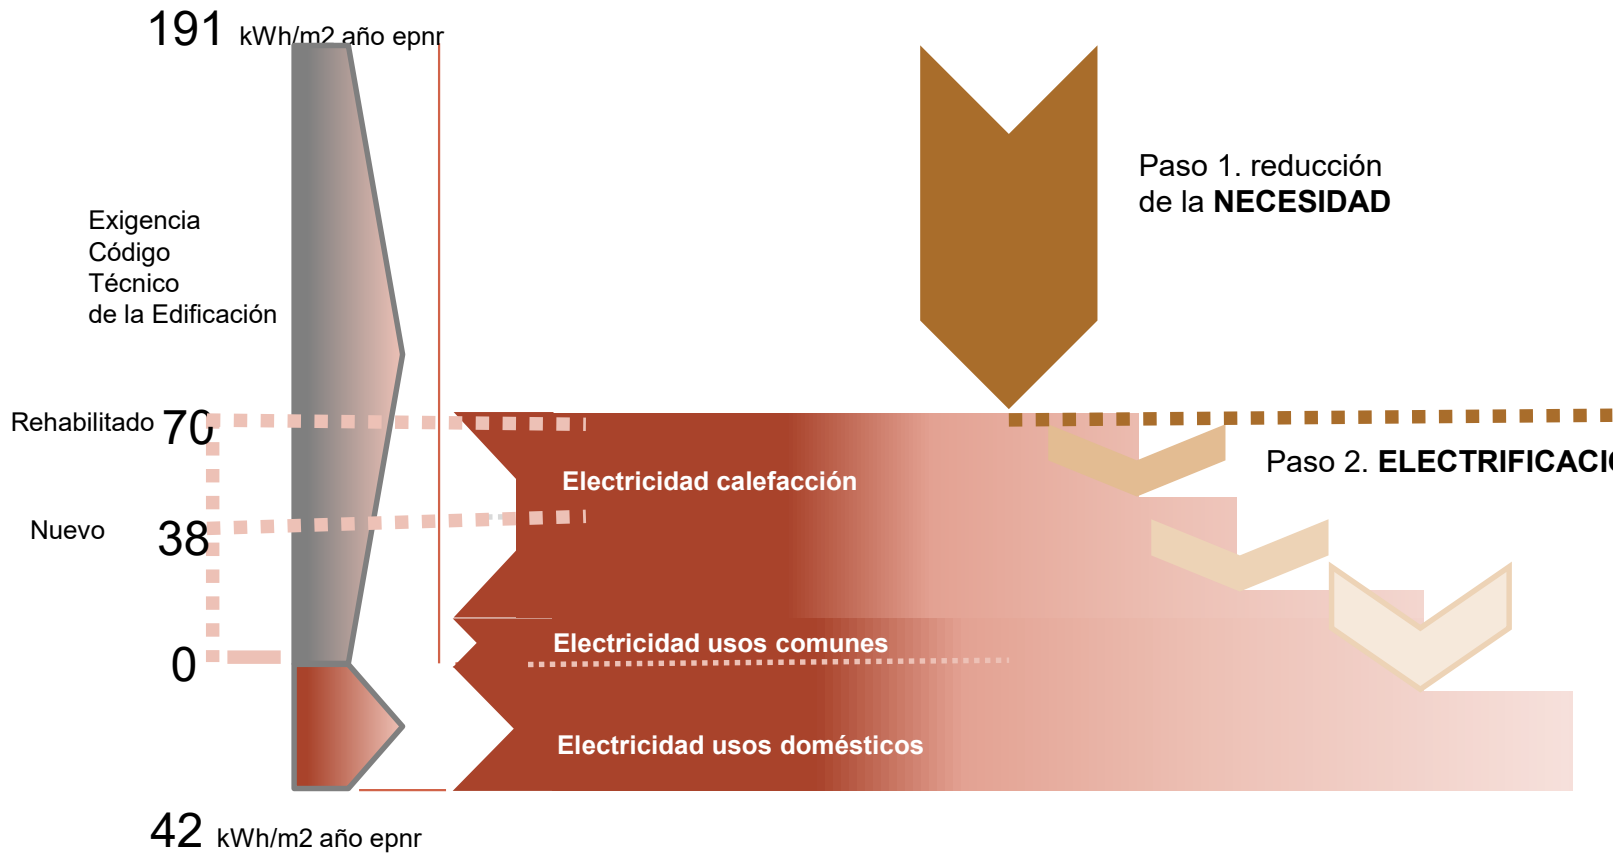 191 kWh/m2 año epnr
Paso 1. reducción
de la NECESIDAD
Exigencia
Código
Técnico
de la Edificación
Rehabilitado 70
Paso 2.
Electricidad calefacción
Nuevo 38
Electricidad usos comunes
0
Electricidad usos domésticos
42 kWh/m2 año epnr